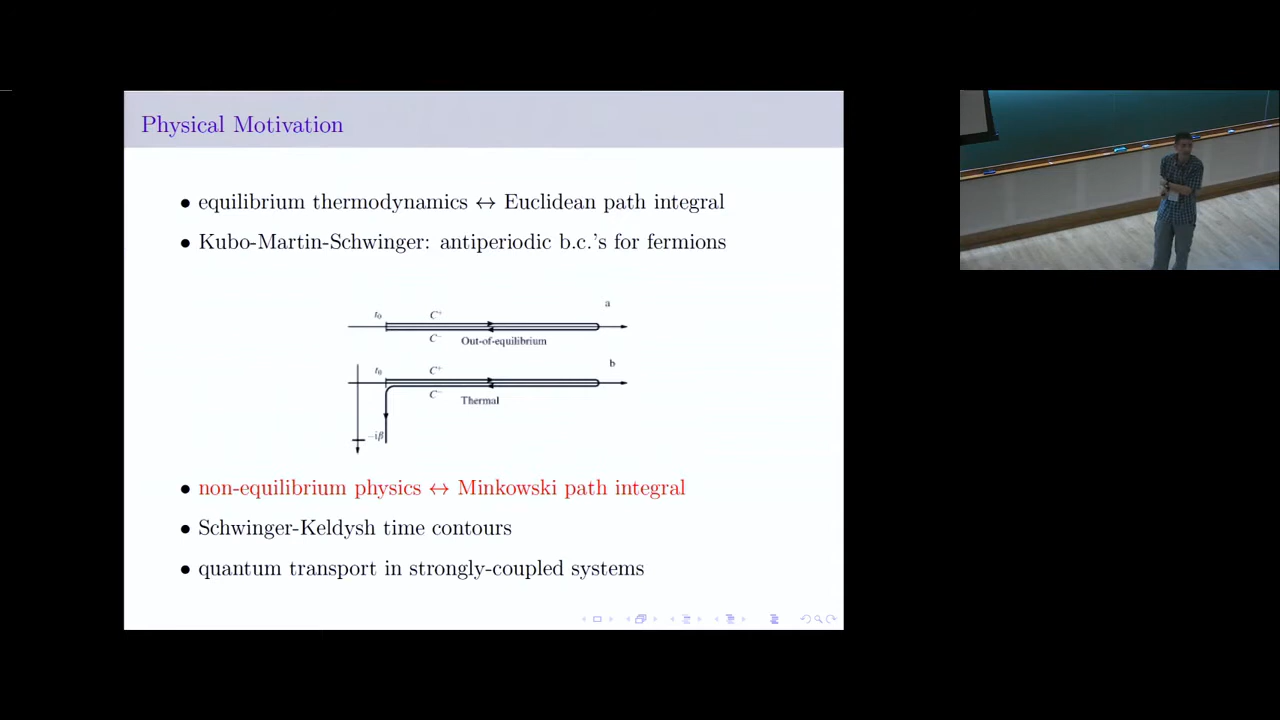 Physical Motivation
• equilibrium thermodynamics ↔ Euclidean path integral
• Kubo-Martin-Schwinger: antiperiodic b.c.'s for fermions
a
t₀ C⁺
C⁻ Out-of-equilibrium
b
t₀ C⁺
C⁻ Thermal
−iβ
• non-equilibrium physics ↔ Minkowski path integral
• Schwinger-Keldysh time contours
• quantum transport in strongly-coupled systems